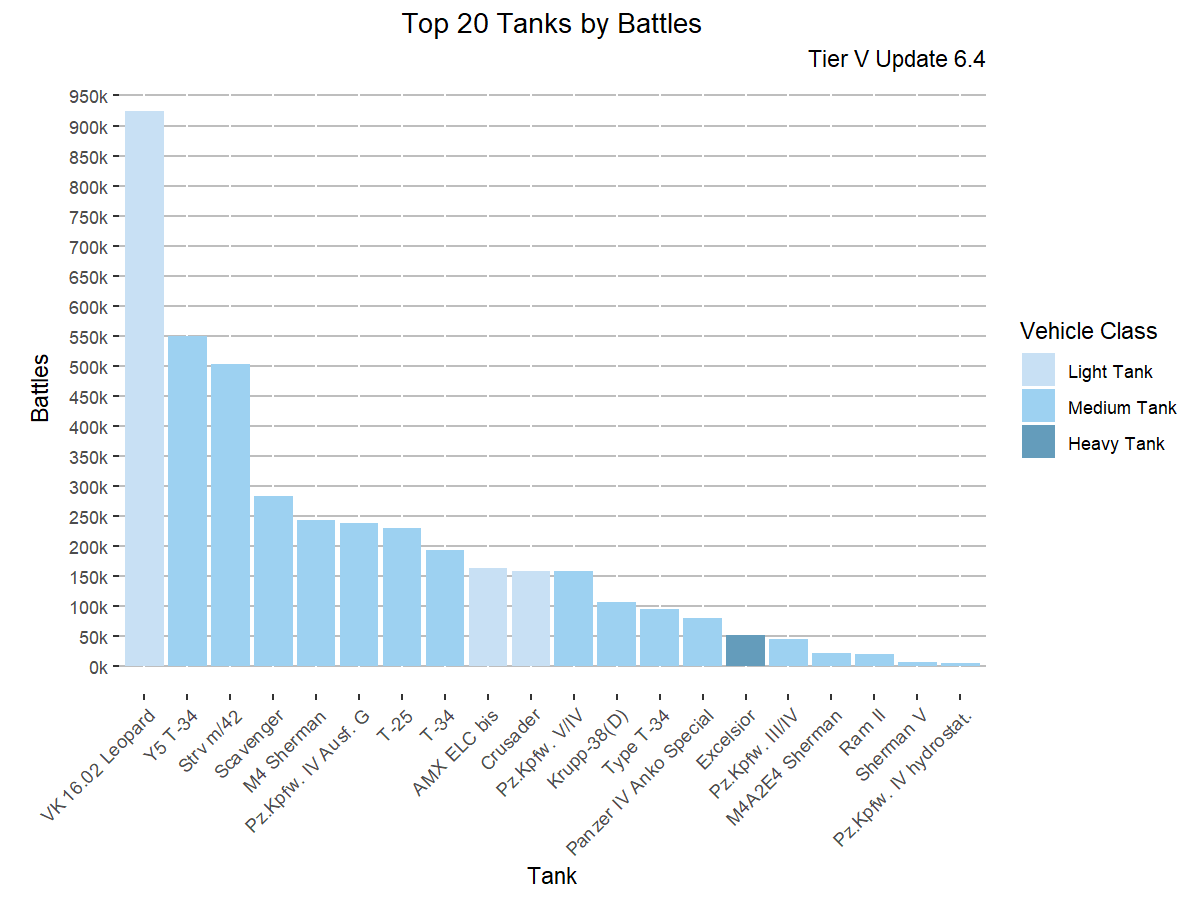 Top 20 Tanks by Battles
Tier V Update 6.4
950k
900k
850k
800k
750k
700k
650k
600k
550k
500k
450k
400k
350k
300k
250k
200k
150k
100k
50k
0k
Battles
VK 16.02 Leopard
Y5 T-34
Strv m/42
Scavenger
M4 Sherman
Pz.Kpfw. IV Ausf. G
T-25
T-34
AMX ELC bis
Crusader
Pz.Kpfw. V/IV
Krupp-38(D)
Type T-34
Panzer IV Anko Special
Excelsior
Pz.Kpfw. III/IV
M4A2E4 Sherman
Ram II
Sherman V
Pz.Kpfw. IV hydrostat.
Tank
Vehicle Class
Light Tank
Medium Tank
Heavy Tank